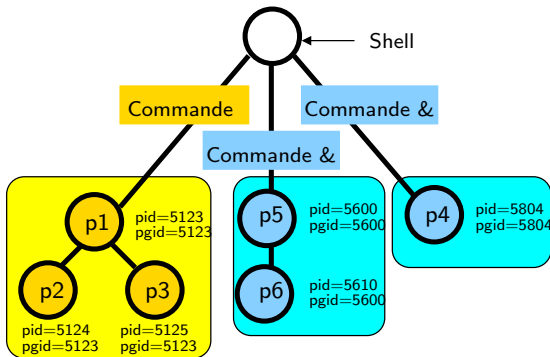 Shell
Commande
Commande &
Commande &
p1
pid=5123
pgid=5123
p2
p3
pid=5124
pgid=5123
pid=5125
pgid=5123
p5
pid=5600
pgid=5600
p6
pid=5610
pgid=5600
p4
pid=5804
pgid=5804